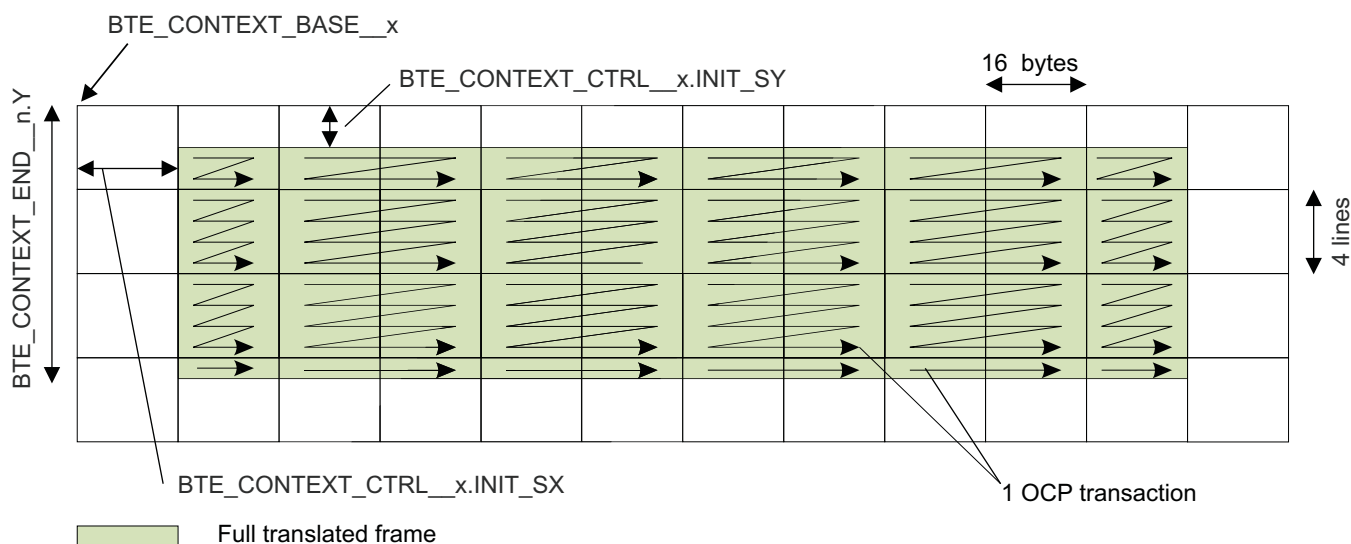 BTE_CONTEXT_BASE__x
16 bytes
BTE_CONTEXT_CTRL__x.INIT_SY
BTE_CONTEXT_END__n.Y
4 lines
BTE_CONTEXT_CTRL__x.INIT_SX
1 OCP transaction
Full translated frame